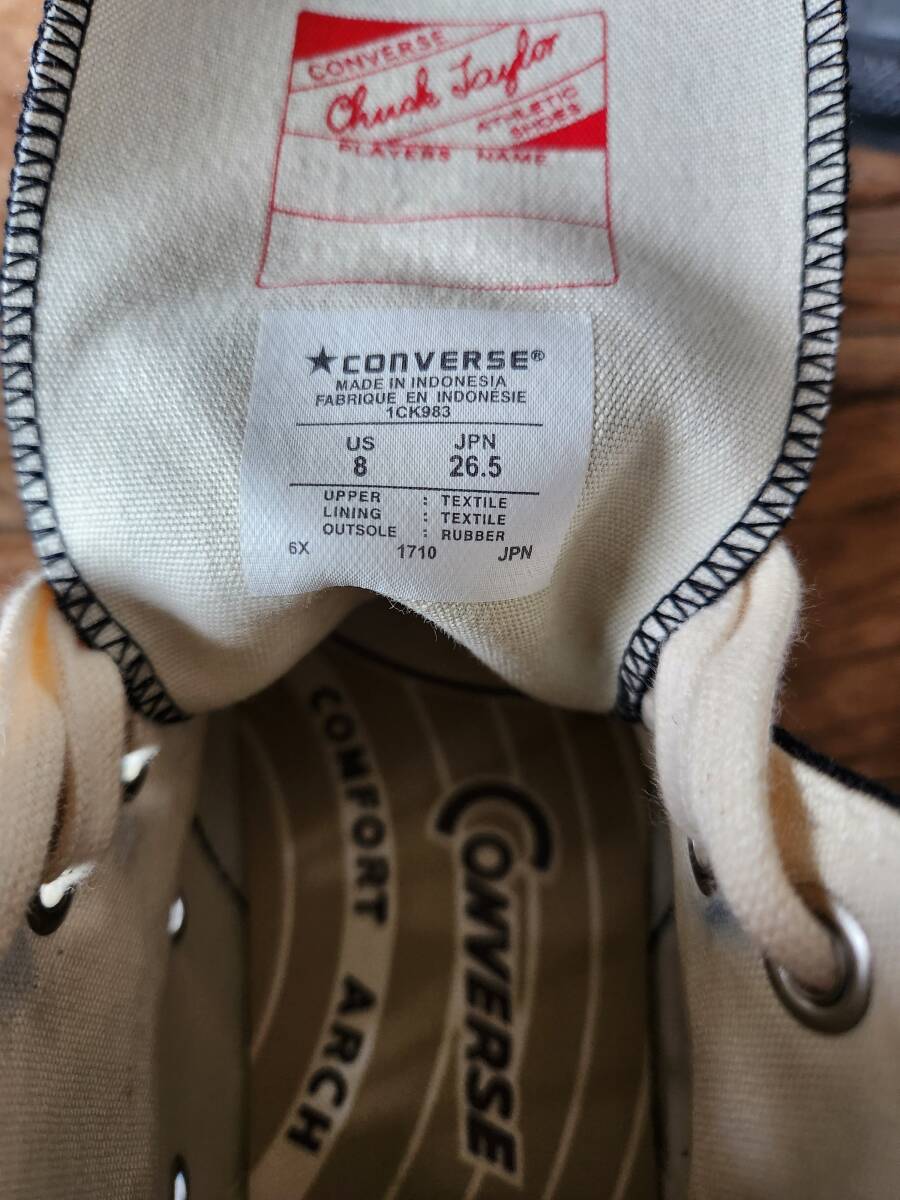 CONVERSE
Chuck Taylor
ATHLETIC
SHOES
PLAYERS NAME
★CONVERSE®
MADE IN INDONESIA
FABRIQUE EN INDONÉSIE
1CK983
US JPN
8 26.5
UPPER : TEXTILE
LINING : TEXTILE
OUTSOLE : RUBBER
6X 1710 JPN
COMFORT ARCH
CONVERSE